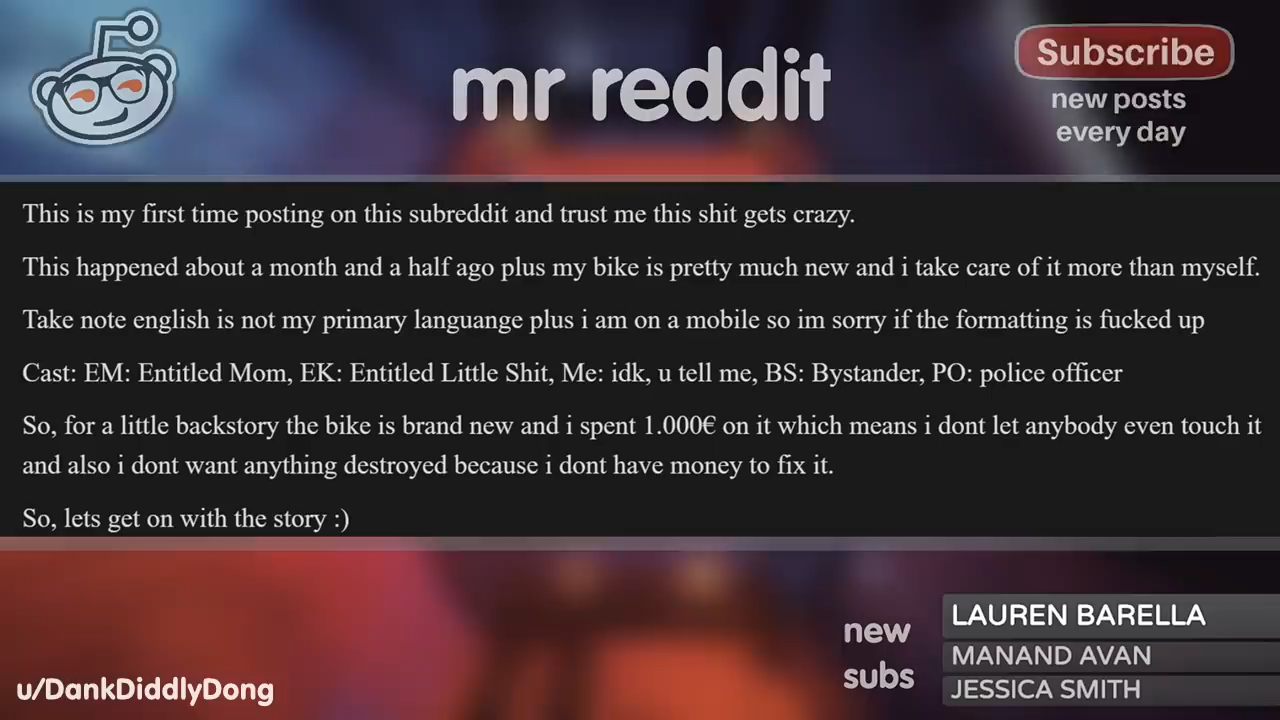 mr reddit
Subscribe
new posts
every day
This is my first time posting on this subreddit and trust me this shit gets crazy.
This happened about a month and a half ago plus my bike is pretty much new and i take care of it more than myself.
Take note english is not my primary languange plus i am on a mobile so im sorry if the formatting is fucked up
Cast: EM: Entitled Mom, EK: Entitled Little Shit, Me: idk, u tell me, BS: Bystander, PO: police officer
So, for a little backstory the bike is brand new and i spent 1.000€ on it which means i dont let anybody even touch it
and also i dont want anything destroyed because i dont have money to fix it.
So, lets get on with the story :)
new
subs
LAUREN BARELLA
MANAND AVAN
JESSICA SMITH
u/DankDiddlyDong